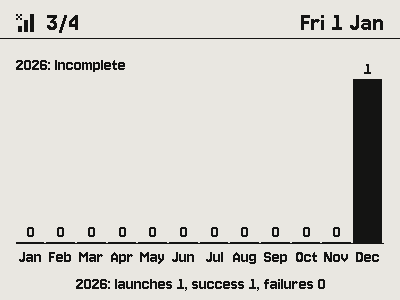 3/4
Fri 1 Jan
2026: Incomplete
1
0 0 0 0 0 0 0 0 0 0 0
Jan Feb Mar Apr May Jun Jul Aug Sep Oct Nov Dec
2026: launches 1, success 1, failures 0